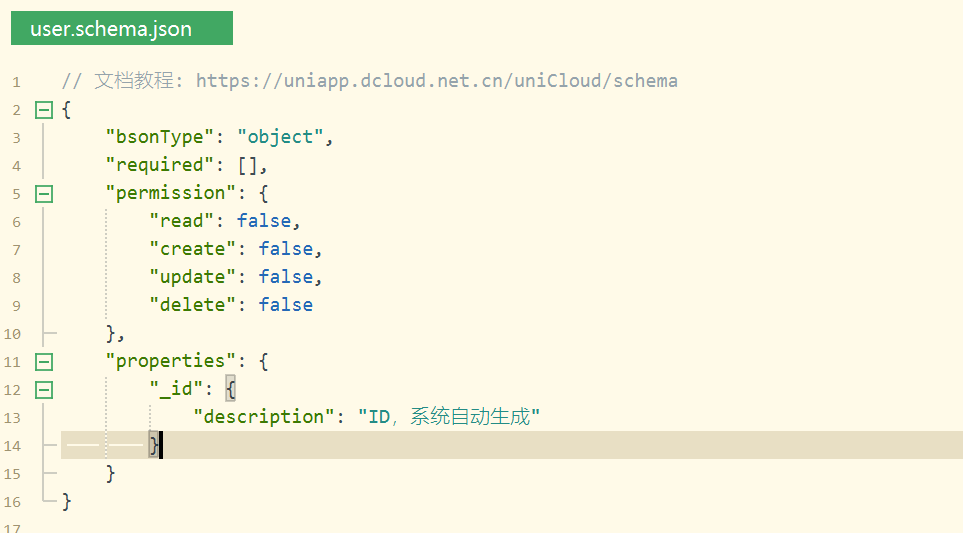 user.schema.json
1 // 文档教程: https://uniapp.dcloud.net.cn/uniCloud/schema
2 {
3 "bsonType": "object",
4 "required": [],
5 "permission": {
6 "read": false,
7 "create": false,
8 "update": false,
9 "delete": false
10 },
11 "properties": {
12 "_id": {
13 "description": "ID，系统自动生成"
14 }
15 }
16 }
17